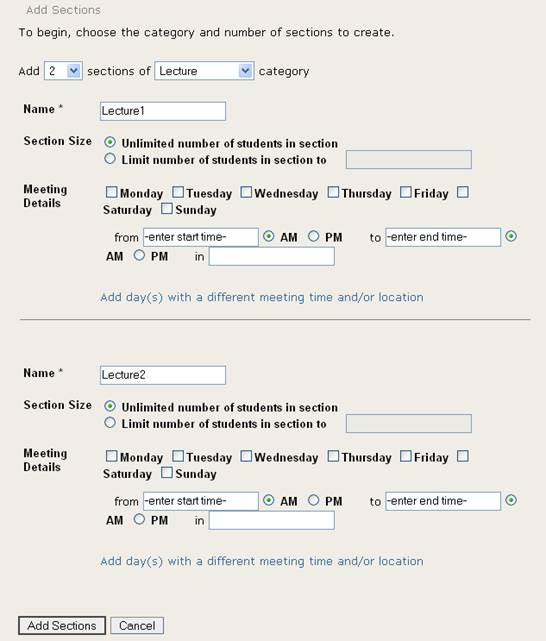 Add Sections
To begin, choose the category and number of sections to create.
Add 2 sections of Lecture category
Name * Lecture1
Section Size Unlimited number of students in section
Limit number of students in section to
Meeting Details Monday Tuesday Wednesday Thursday Friday
Saturday Sunday
from -enter start time- AM PM to -enter end time-
AM PM in
Add day(s) with a different meeting time and/or location
Name * Lecture2
Section Size Unlimited number of students in section
Limit number of students in section to
Meeting Details Monday Tuesday Wednesday Thursday Friday
Saturday Sunday
from -enter start time- AM PM to -enter end time-
AM PM in
Add day(s) with a different meeting time and/or location
Add Sections Cancel